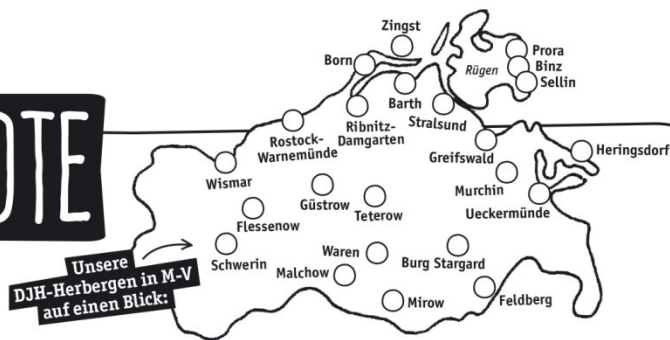 Zingst
Born
Rügen
Prora
Binz
Sellin
Barth
Stralsund
Ribnitz-
Damgarten
Rostock-
Warnemünde
Greifswald
Heringsdorf
Wismar
Murchin
Ueckermünde
Güstrow
Teterow
Flessenow
Schwerin
Waren
Burg Stargard
Malchow
Mirow
Feldberg
Unsere
DJH-Herbergen in M-V
auf einen Blick: